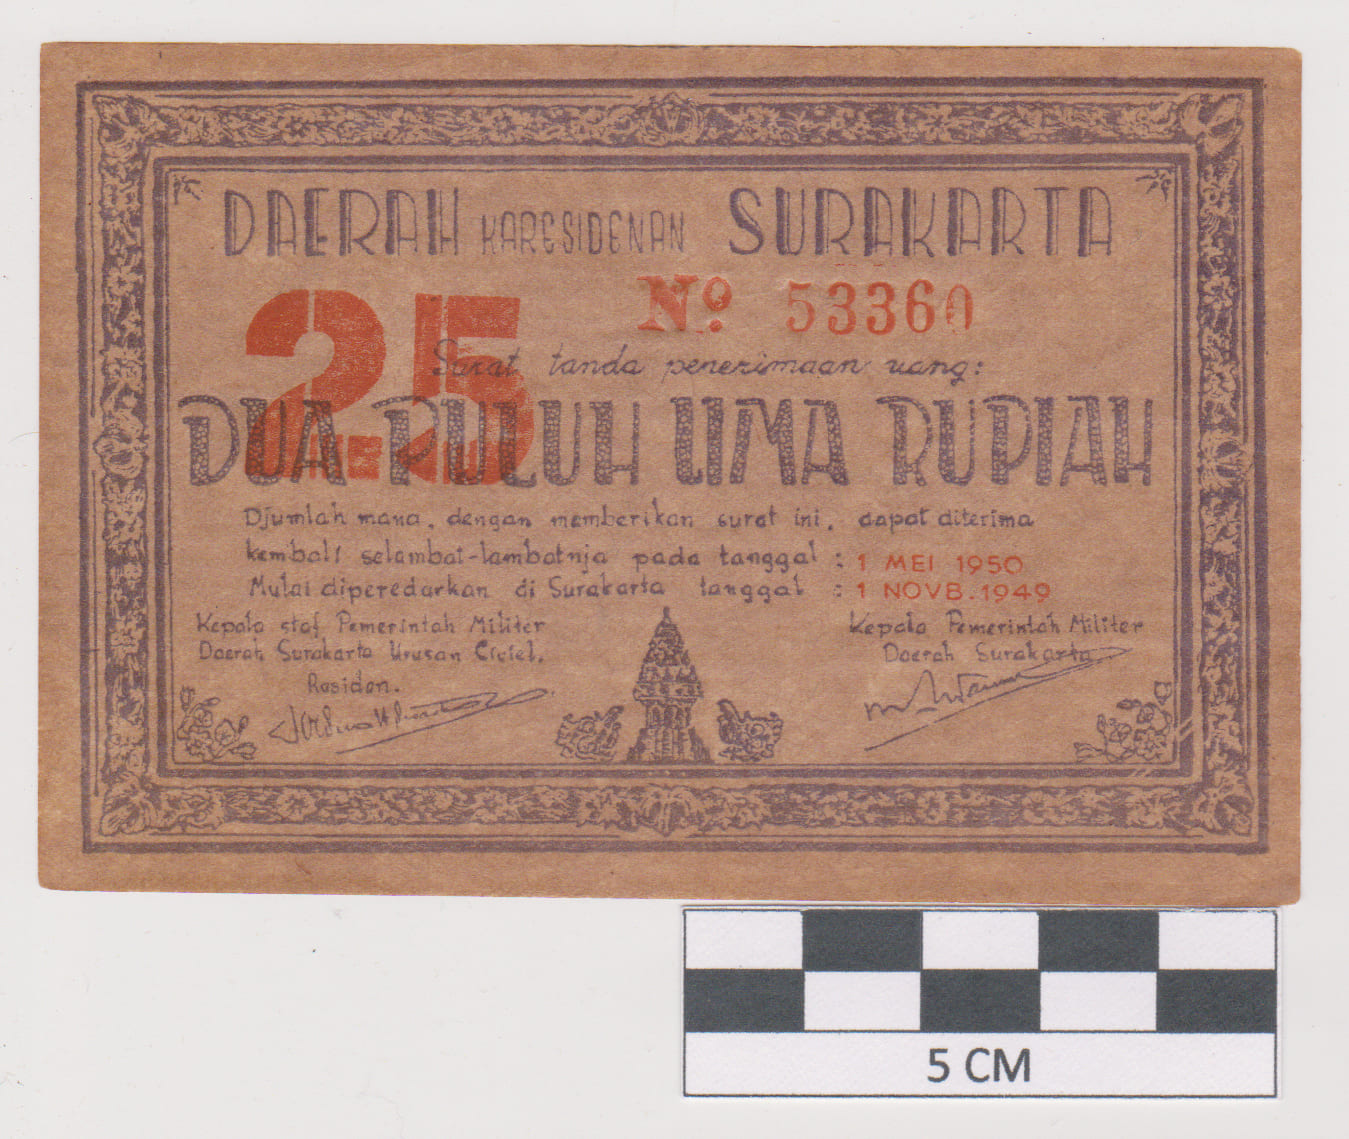 DAERAH KARESIDENAN SURAKARTA
25
No. 53360
Surat tanda penerimaan uang:
DUA PULUH LIMA RUPIAH
Djumlah mana, dengan memberikan surat ini, dapat diterima
kembali selambat-lambatnja pada tanggal : 1 MEI 1950
Mulai diperedarkan di Surakarta tanggal : 1 NOVB. 1949
Kepala staf Pemerintah Militer
Daerah Surakarta Urusan Civiel.
Residen.
Kepala Pemerintah Militer
Daerah Surakarta
5 CM